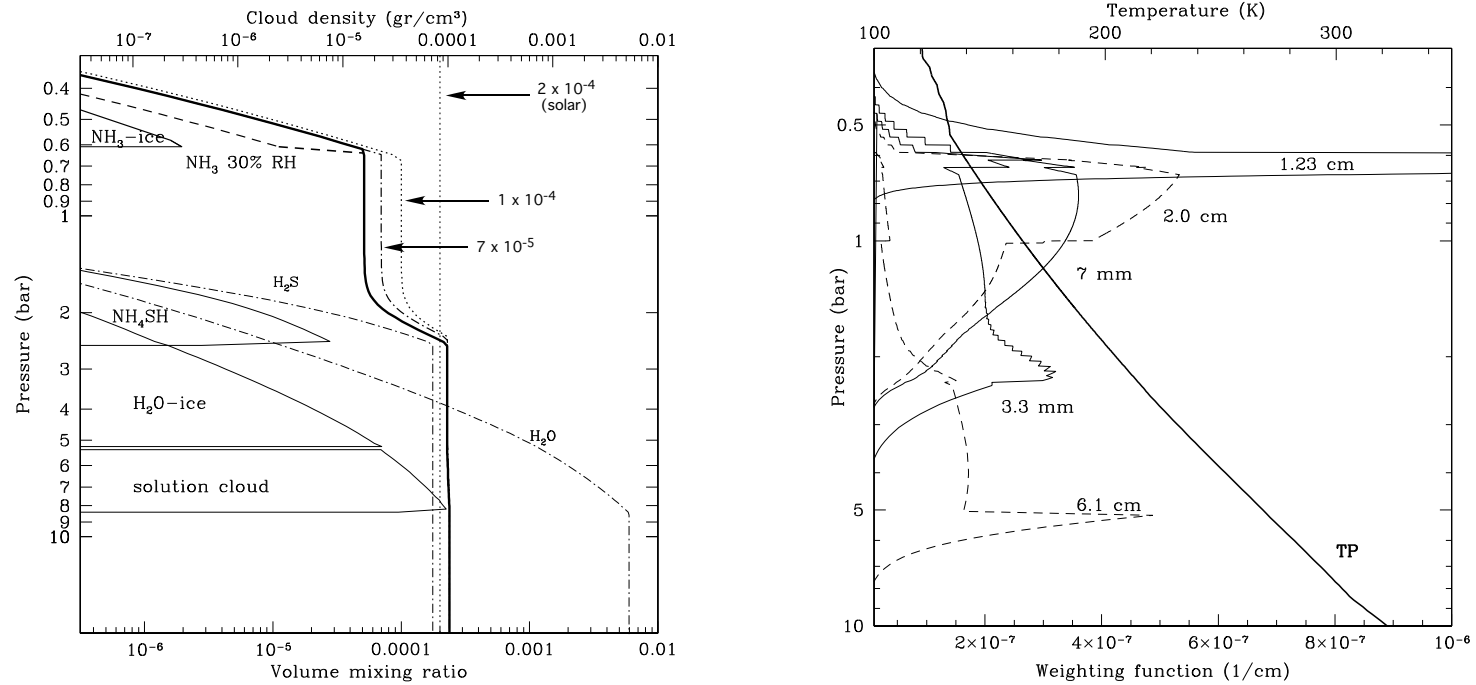 Cloud density (gr/cm³)
10⁻⁷ 10⁻⁶ 10⁻⁵ 0.0001 0.001 0.01
Pressure (bar)
0.4
0.5
0.6
0.7
0.8
0.9
1
2
3
4
5
6
7
8
9
10
2 x 10⁻⁴
(solar)
NH₃-ice
NH₃ 30% RH
1 x 10⁻⁴
7 x 10⁻⁵
H₂S
NH₄SH
H₂O-ice
H₂O
solution cloud
10⁻⁶ 10⁻⁵ 0.0001 0.001 0.01
Volume mixing ratio
Temperature (K)
100 200 300
Pressure (bar)
0.5
1
5
10
1.23 cm
2.0 cm
7 mm
3.3 mm
6.1 cm
TP
2×10⁻⁷ 4×10⁻⁷ 6×10⁻⁷ 8×10⁻⁷ 10⁻⁶
Weighting function (1/cm)